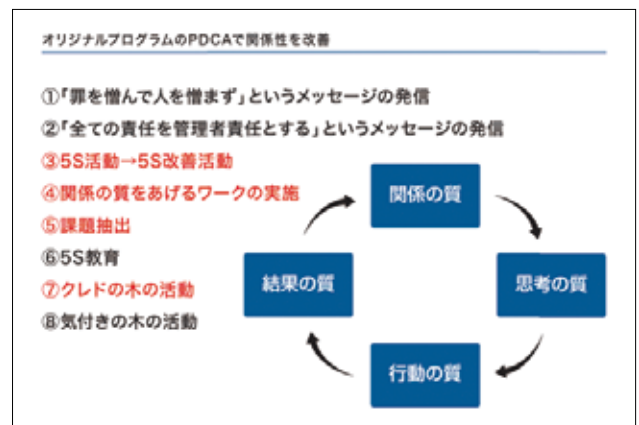 オリジナルプログラムのPDCAで関係性を改善
①「罪を憎んで人を憎まず」というメッセージの発信
②「全ての責任を管理者責任とする」というメッセージの発信
③5S活動→5S改善活動
④関係の質をあげるワークの実施
⑤課題抽出
⑥5S教育
⑦クレドの木の活動
⑧気付きの木の活動
関係の質
思考の質
行動の質
結果の質